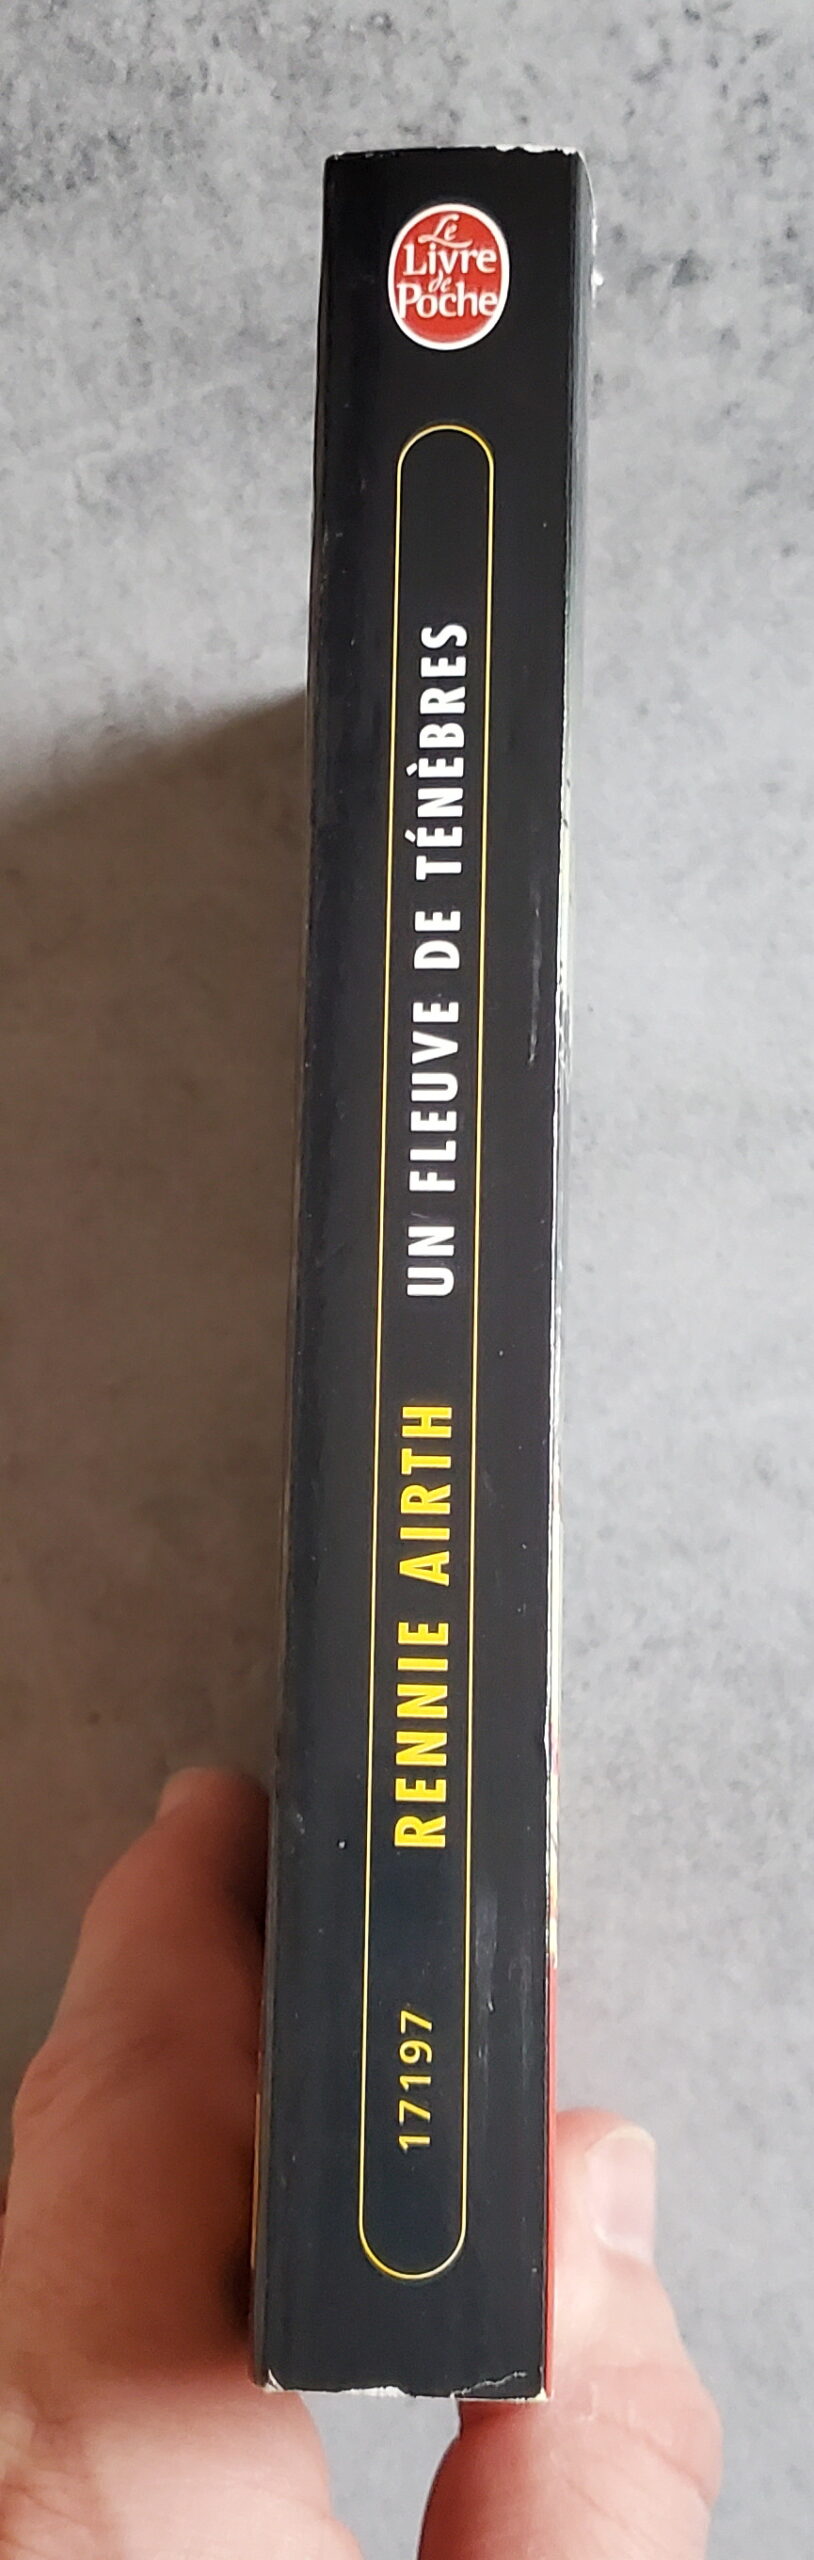 Le
Livre
de
Poche
17197 RENNIE AIRTH UN FLEUVE DE TÉNÈBRES